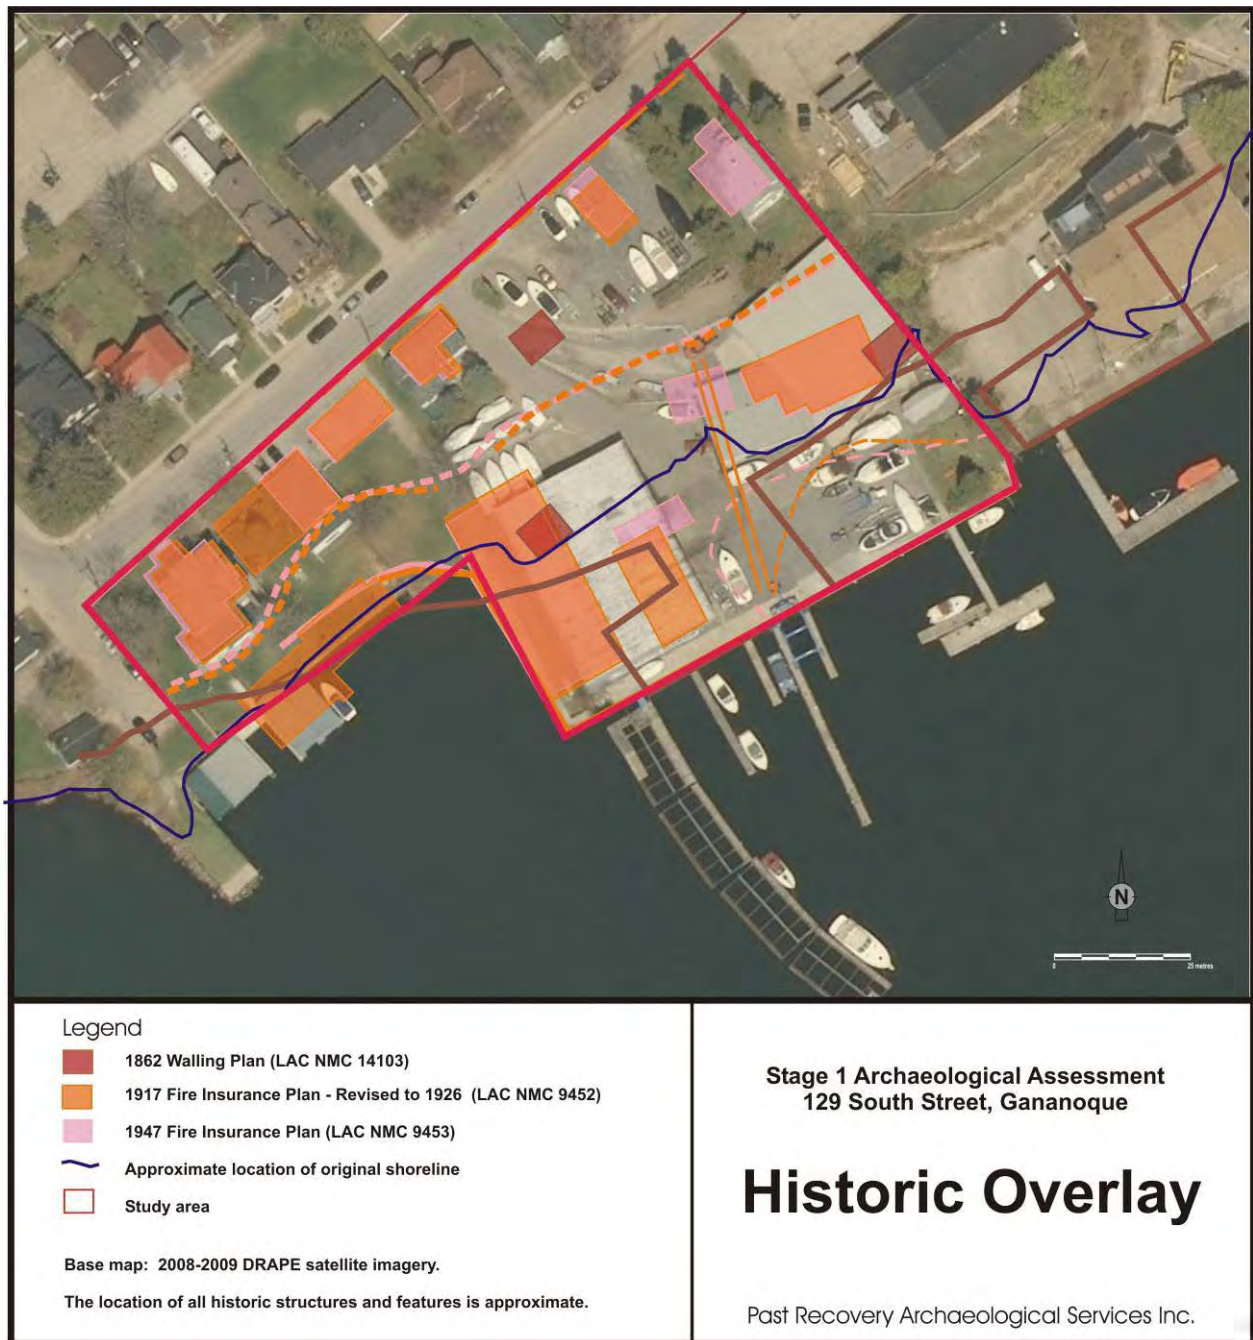 N
0
25 metres
Legend
1862 Walling Plan (LAC NMC 14103)
1917 Fire Insurance Plan - Revised to 1926 (LAC NMC 9452)
1947 Fire Insurance Plan (LAC NMC 9453)
Approximate location of original shoreline
Study area
Base map: 2008-2009 DRAPE satellite imagery.
The location of all historic structures and features is approximate.
Stage 1 Archaeological Assessment
129 South Street, Gananoque
Historic Overlay
Past Recovery Archaeological Services Inc.